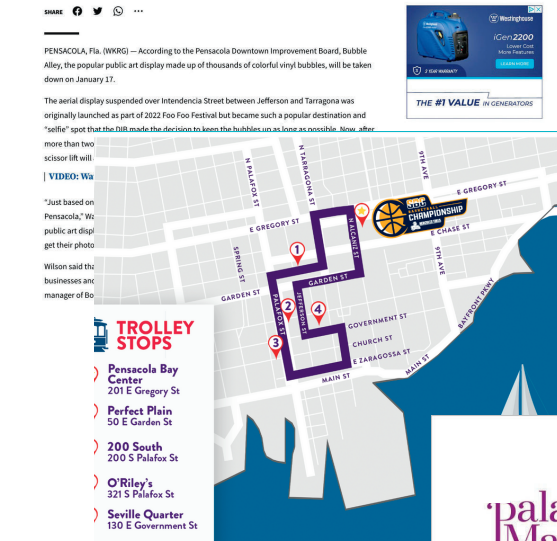 SHARE
PENSACOLA, Fla. (WKRG) — According to the Pensacola Downtown Improvement Board, Bubble
Alley, the popular public art display made up of thousands of colorful vinyl bubbles, will be taken
down on January 17.
The aerial display suspended over Intendencia Street between Jefferson and Tarragona was
originally launched as part of 2022 Foo Foo Festival but became such a popular destination and
"selfie" spot that the DIB made the decision to keep the bubbles up as long as possible. Now, after
more than two
scissor lift will
VIDEO:
"Just based on
Pensacola,"
public art
get their photo
Wilson said
businesses and
manager of
Westinghouse
iGen2200
Lower Cost
More Features
LEARN MORE
3 YEAR WARRANTY
THE #1 VALUE IN GENERATORS
N PALAFOX ST
N TARRAGONA ST
9TH AVE
E GREGORY ST
CHAMPIONSHIP
E GREGORY ST
N ALCANIZ ST
E CHASE ST
SPRING ST
1
9TH AVE
GARDEN ST
GARDEN ST
PALAFOX ST
JEFFERSON ST
2
4
BAYFRONT PKWY
GOVERNMENT ST
3
CHURCH ST
E ZARAGOSSA ST
MAIN ST
MAIN ST
TROLLEY
STOPS
Pensacola Bay
Center
201 E Gregory St
Perfect Plain
50 E Garden St
200 South
200 S Palafox St
O'Riley's
321 S Palafox St
Seville Quarter
130 E Government St